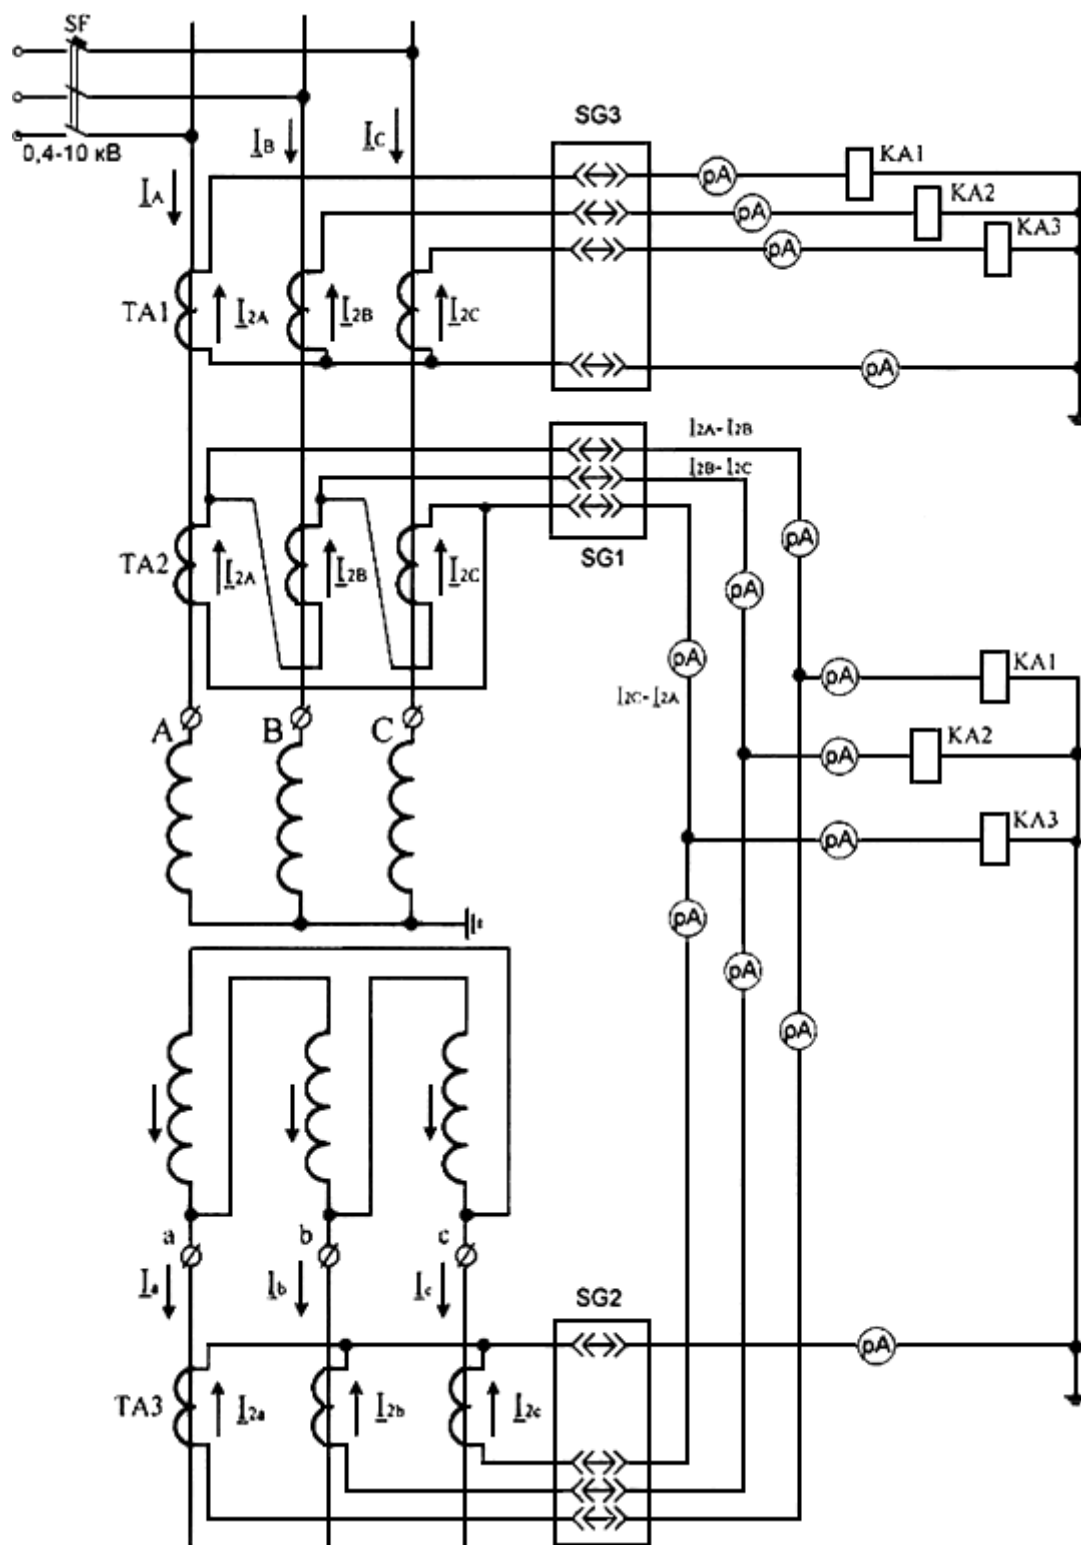 SF
0,4-10 кВ
I_A
I_B
I_C
SG3
pA
KA1
pA
KA2
pA
KA3
TA1
I_2A
I_2B
I_2C
pA
I_2A-I_2B
I_2B-I_2C
SG1
TA2
I_2A
I_2B
I_2C
pA
pA
pA
I_2C-I_2A
pA
KA1
pA
KA2
pA
KA3
A
B
C
pA
pA
pA
a
b
c
I_a
I_b
I_c
SG2
pA
TA3
I_2a
I_2b
I_2c